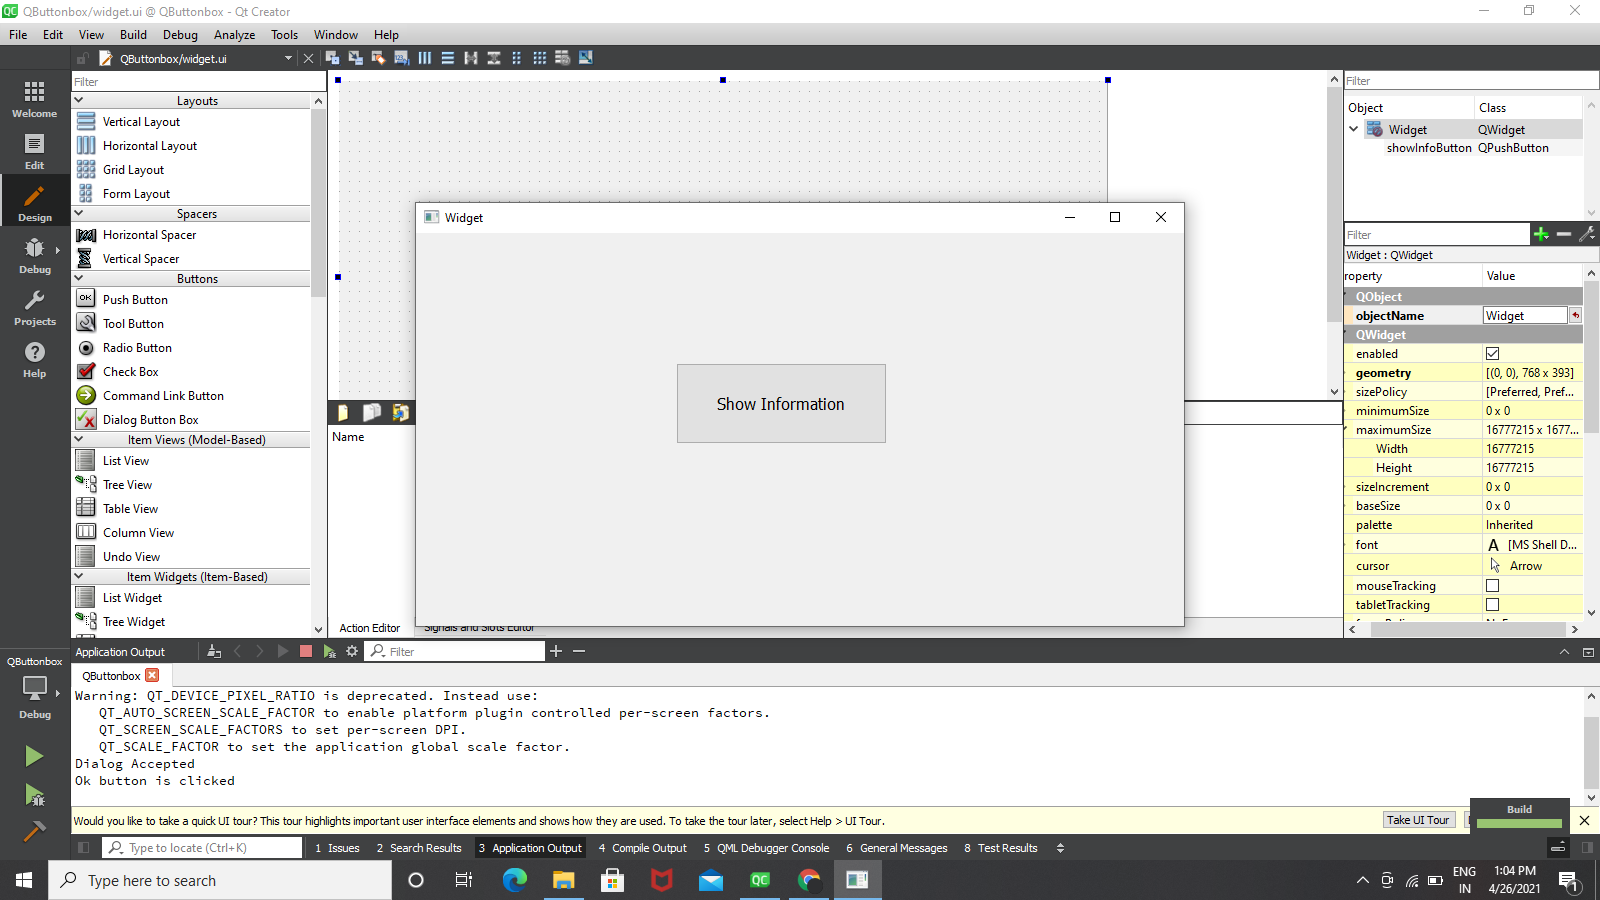 QButtonbox/widget.ui @ QButtonbox - Qt Creator
File Edit View Build Debug Analyze Tools Window Help
QButtonbox/widget.ui
Welcome
Edit
Design
Debug
Projects
Help
QButtonbox
Debug
Filter
Layouts
Vertical Layout
Horizontal Layout
Grid Layout
Form Layout
Spacers
Horizontal Spacer
Vertical Spacer
Buttons
OK Push Button
Tool Button
Radio Button
Check Box
Command Link Button
Dialog Button Box
Item Views (Model-Based)
List View
Tree View
Table View
Column View
Undo View
Item Widgets (Item-Based)
List Widget
Tree Widget
Widget
Show Information
Name
Action Editor Signals and Slots Editor
Filter
Object Class
Widget QWidget
showInfoButton QPushButton
Filter
Widget : QWidget
roperty Value
QObject
objectName Widget
QWidget
enabled
geometry [(0, 0), 768 x 393]
sizePolicy [Preferred, Pref...
minimumSize 0 x 0
maximumSize 16777215 x 1677...
Width 16777215
Height 16777215
sizeIncrement 0 x 0
baseSize 0 x 0
palette Inherited
font A [MS Shell D...
cursor Arrow
mouseTracking
tabletTracking
Application Output Filter
QButtonbox
Warning: QT_DEVICE_PIXEL_RATIO is deprecated. Instead use:
QT_AUTO_SCREEN_SCALE_FACTOR to enable platform plugin controlled per-screen factors.
QT_SCREEN_SCALE_FACTORS to set per-screen DPI.
QT_SCALE_FACTOR to set the application global scale factor.
Dialog Accepted
Ok button is clicked
Would you like to take a quick UI tour? This tour highlights important user interface elements and shows how they are used. To take the tour later, select Help > UI Tour. Take UI Tour
Build
Type to locate (Ctrl+K) 1 Issues 2 Search Results 3 Application Output 4 Compile Output 5 QML Debugger Console 6 General Messages 8 Test Results
Type here to search
QC
ENG
IN
1:04 PM
4/26/2021
1